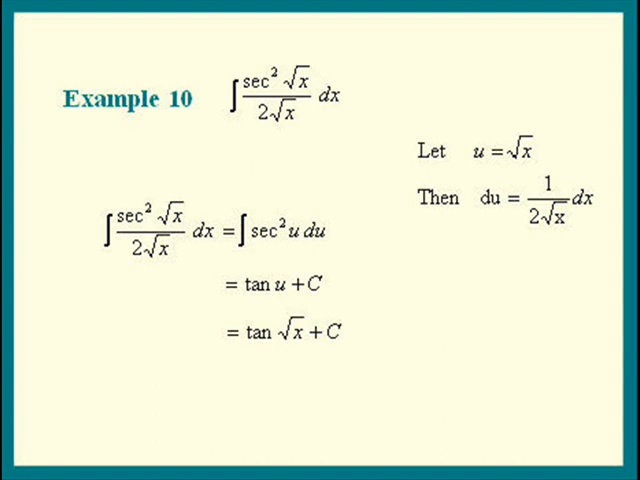 Example 10 ∫ sec² √x / 2√x dx
Let u = √x
Then du = 1 / 2√x dx
∫ sec² √x / 2√x dx = ∫ sec² u du
= tan u + C
= tan √x + C